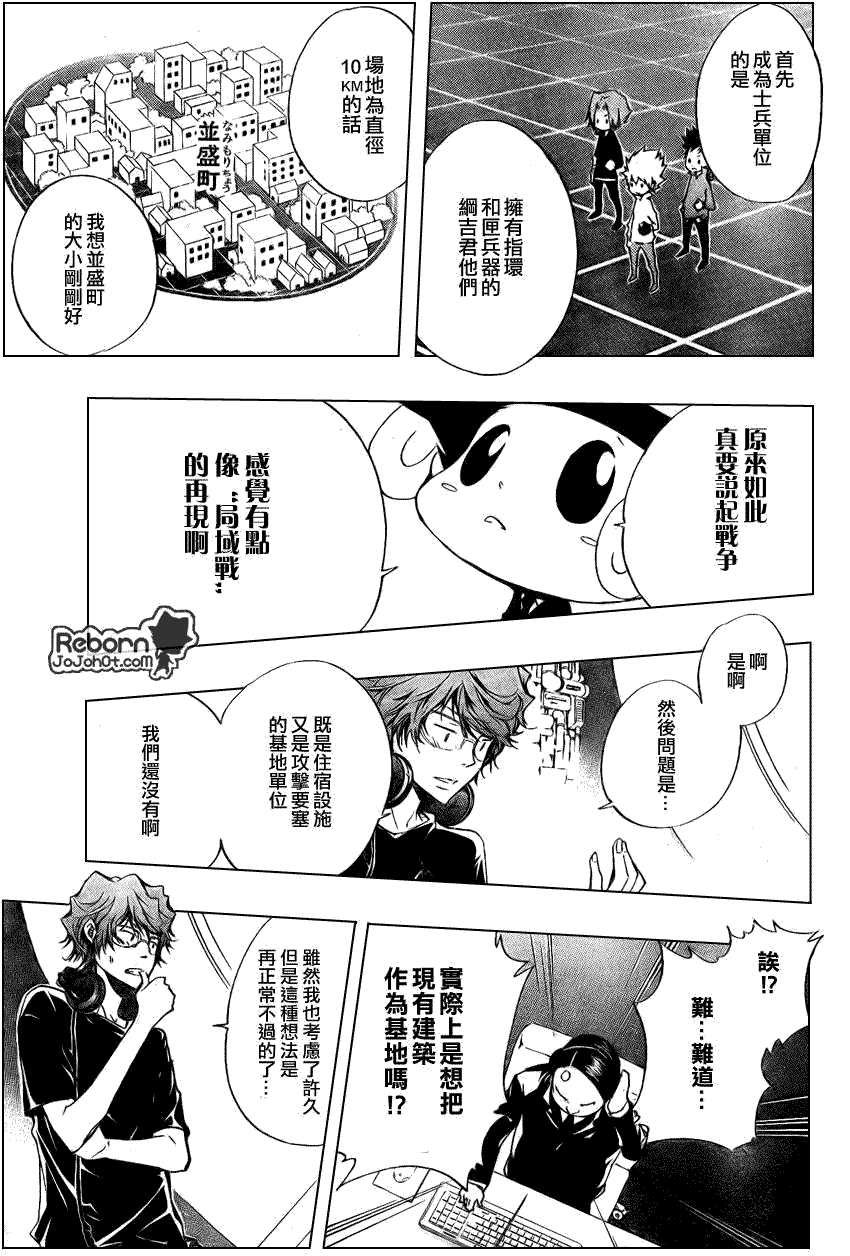 首先
成為士兵單位
的是
擁有指環
和匣兵器的
綱吉君他們
場地為直徑
10
KM
的話
並盛町
なみもりちょう
我想並盛町
的大小剛剛好
原來如此
真要説起戰爭
感覺有點
像“局域戰”
的再現啊
Reborn
JoJohOt.com
啊
是啊
然後問題是…
既是住宿設施
又是攻擊要塞
的基地單位
我們還沒有啊
誒!?
難…難道…
實際上是想把
現有建築
作為基地嗎!?
雖然我也考慮了許久
但是這種想法是
再正常不過的了…